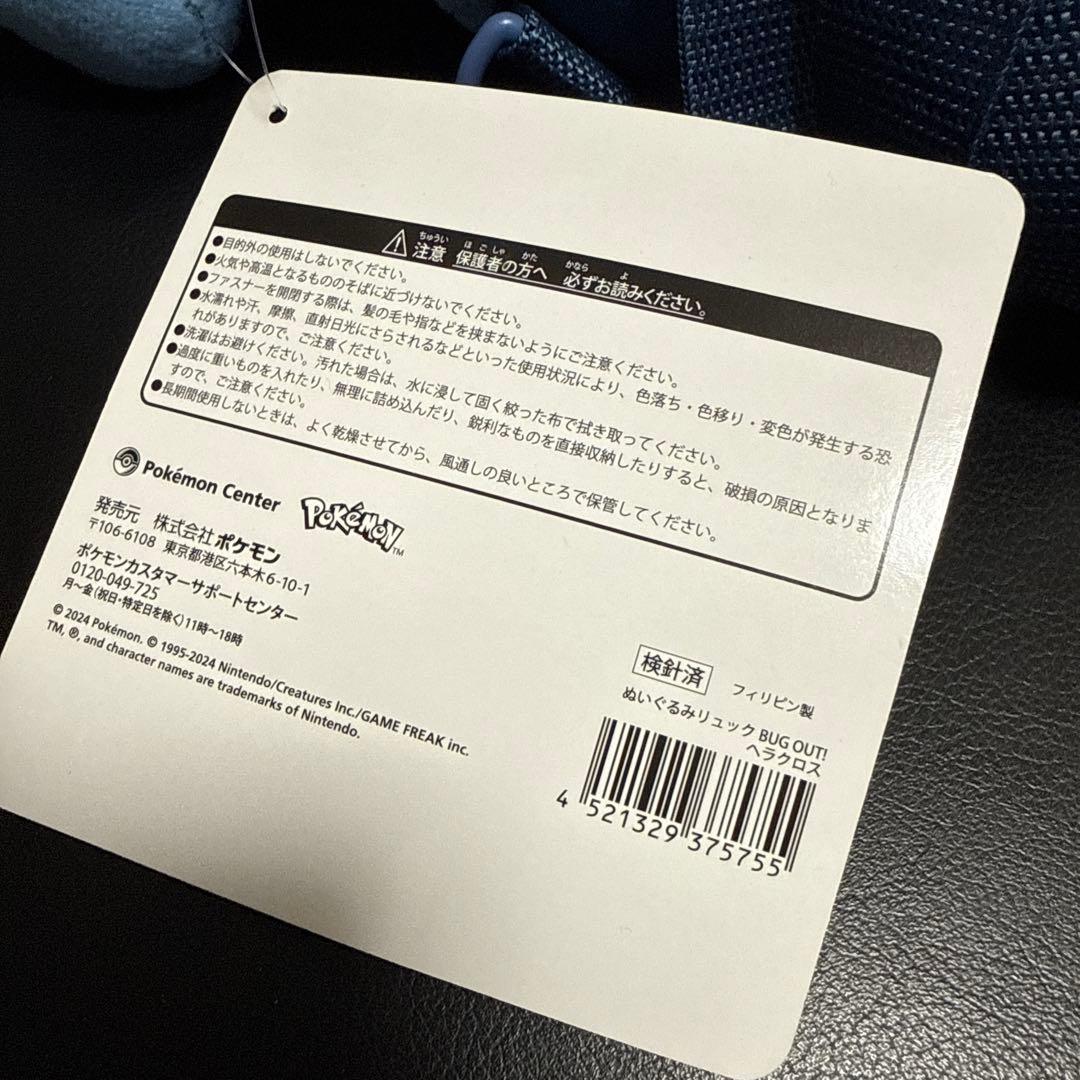 注意 保護者の方へ 必ずお読みください。
ちゅうい ほごしゃ かた かなら よ
●目的外の使用はしないでください。
●火気や高温となるもののそばに近づけないでください。
●ファスナーを開閉する際は、髪の毛や指などを挟まないようにご注意ください。
●水濡れや汗、摩擦、直射日光にさらされるなどといった使用状況により、色落ち・色移り・変色が発生する恐
れがありますので、ご注意ください。
●洗濯はお避けください。汚れた場合は、水に浸して固く絞った布で拭き取ってください。
●過度に重いものを入れたり、無理に詰め込んだり、鋭利なものを直接収納したりすると、破損の原因となりま
すので、ご注意ください。
●長期間使用しないときは、よく乾燥させてから、風通しの良いところで保管してください。
Pokémon Center
POKéMON™
発売元 株式会社ポケモン
〒106-6108 東京都港区六本木6-10-1
ポケモンカスタマーサポートセンター
0120-049-725
月〜金(祝日・特定日を除く)11時〜18時
© 2024 Pokémon. © 1995-2024 Nintendo/Creatures Inc./GAME FREAK inc.
TM, ®, and character names are trademarks of Nintendo.
検針済 フィリピン製
ぬいぐるみリュック BUG OUT!
ヘラクロス
4 521329 375755